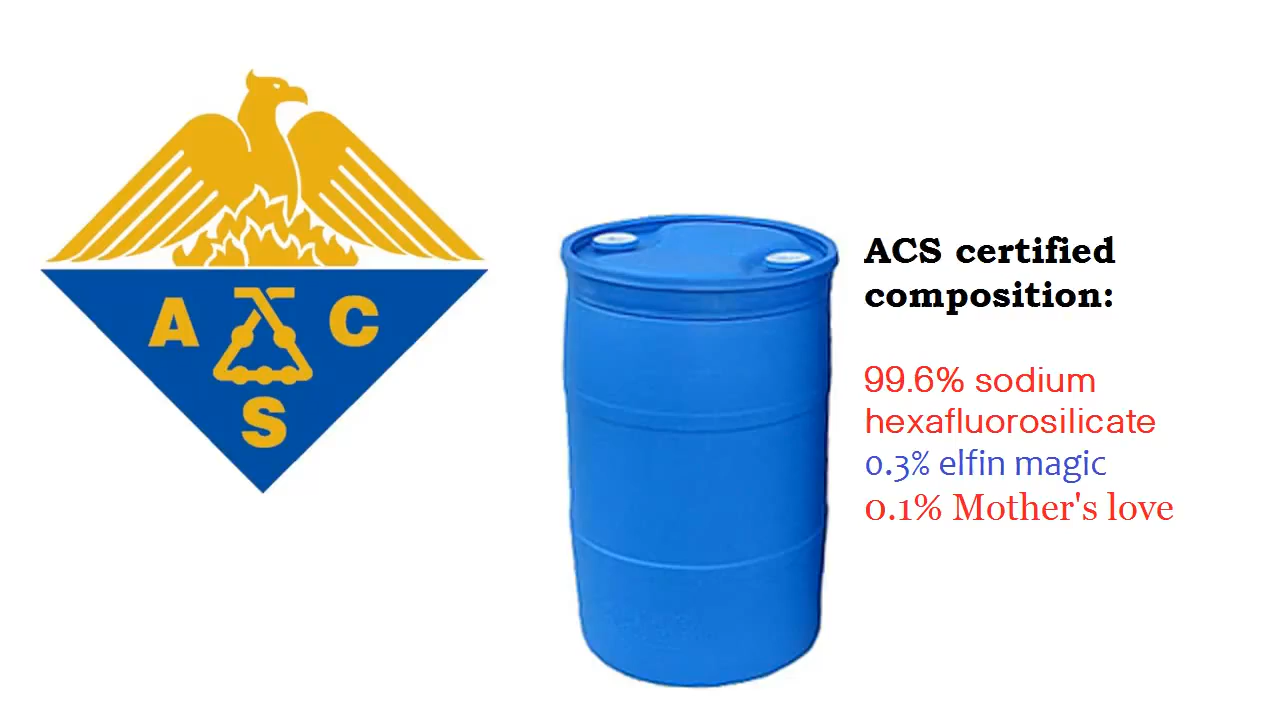 A C
S
ACS certified
composition:
99.6% sodium
hexafluorosilicate
0.3% elfin magic
0.1% Mother's love